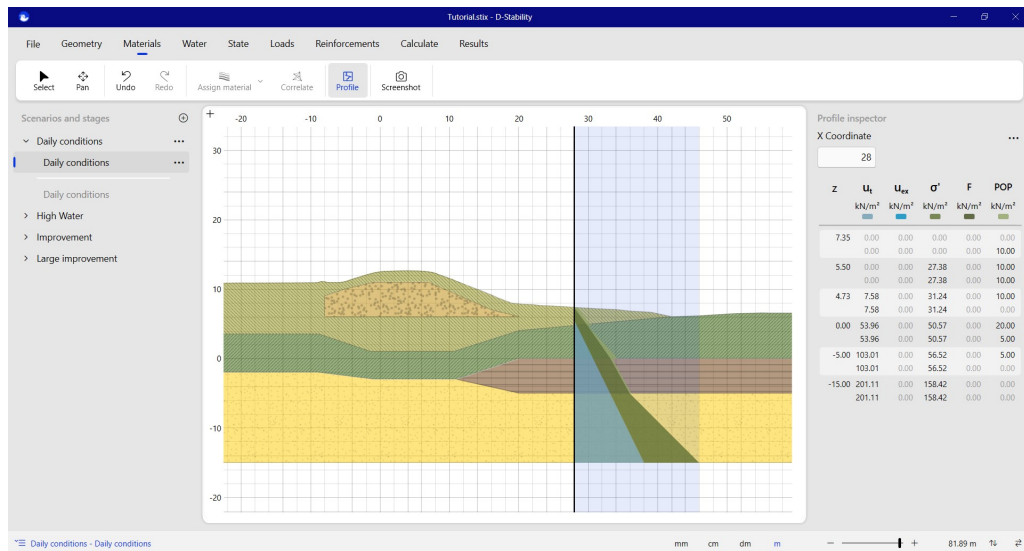 Tutorial.stix - D-Stability
File Geometry Materials Water State Loads Reinforcements Calculate Results
Select Pan Undo Redo Assign material Correlate Profile Screenshot
Scenarios and stages
Daily conditions
Daily conditions
Daily conditions
High Water
Improvement
Large improvement
-20 -10 0 10 20 30 40 50
30
20
10
0
-10
-20
Profile inspector
X Coordinate
28
z ut uex σ' F POP
kN/m² kN/m² kN/m² kN/m² kN/m²
7.35 0.00 0.00 0.00 0.00 0.00
0.00 0.00 0.00 0.00 10.00
5.50 0.00 0.00 27.38 0.00 10.00
0.00 0.00 27.38 0.00 10.00
4.73 7.58 0.00 31.24 0.00 10.00
7.58 0.00 31.24 0.00 0.00
0.00 53.96 0.00 50.57 0.00 20.00
53.96 0.00 50.57 0.00 5.00
-5.00 103.01 0.00 56.52 0.00 5.00
103.01 0.00 56.52 0.00 0.00
-15.00 201.11 0.00 158.42 0.00 0.00
201.11 0.00 158.42 0.00 0.00
Daily conditions - Daily conditions
mm cm dm m
81.89 m